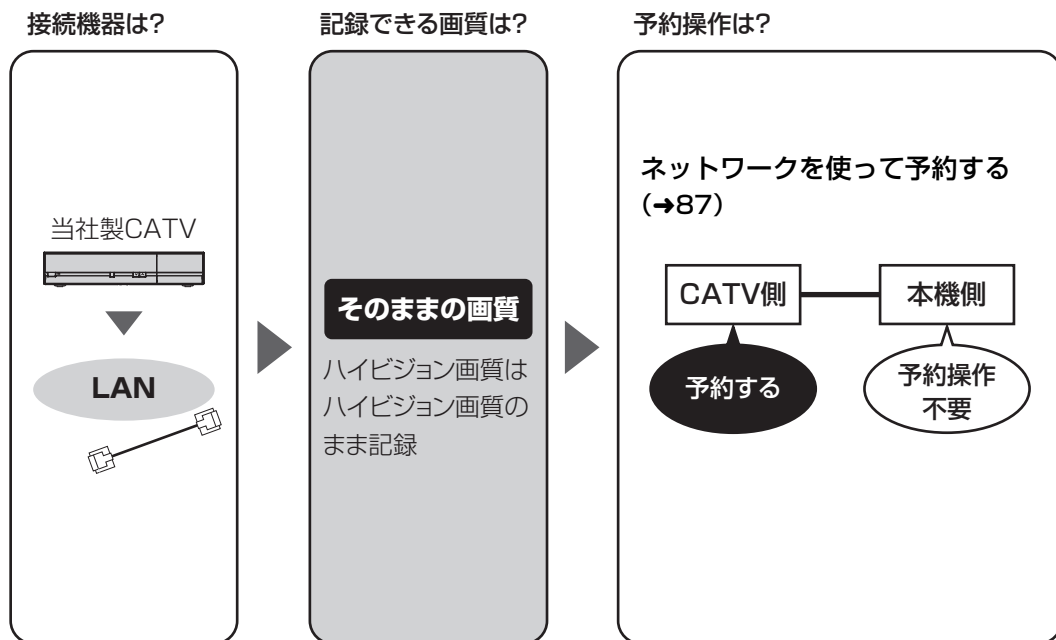 接続機器は?
当社製CATV
LAN
記録できる画質は?
そのままの画質
ハイビジョン画質は
ハイビジョン画質の
まま記録
予約操作は?
ネットワークを使って予約する
(➜87)
CATV側
本機側
予約する
予約操作
不要